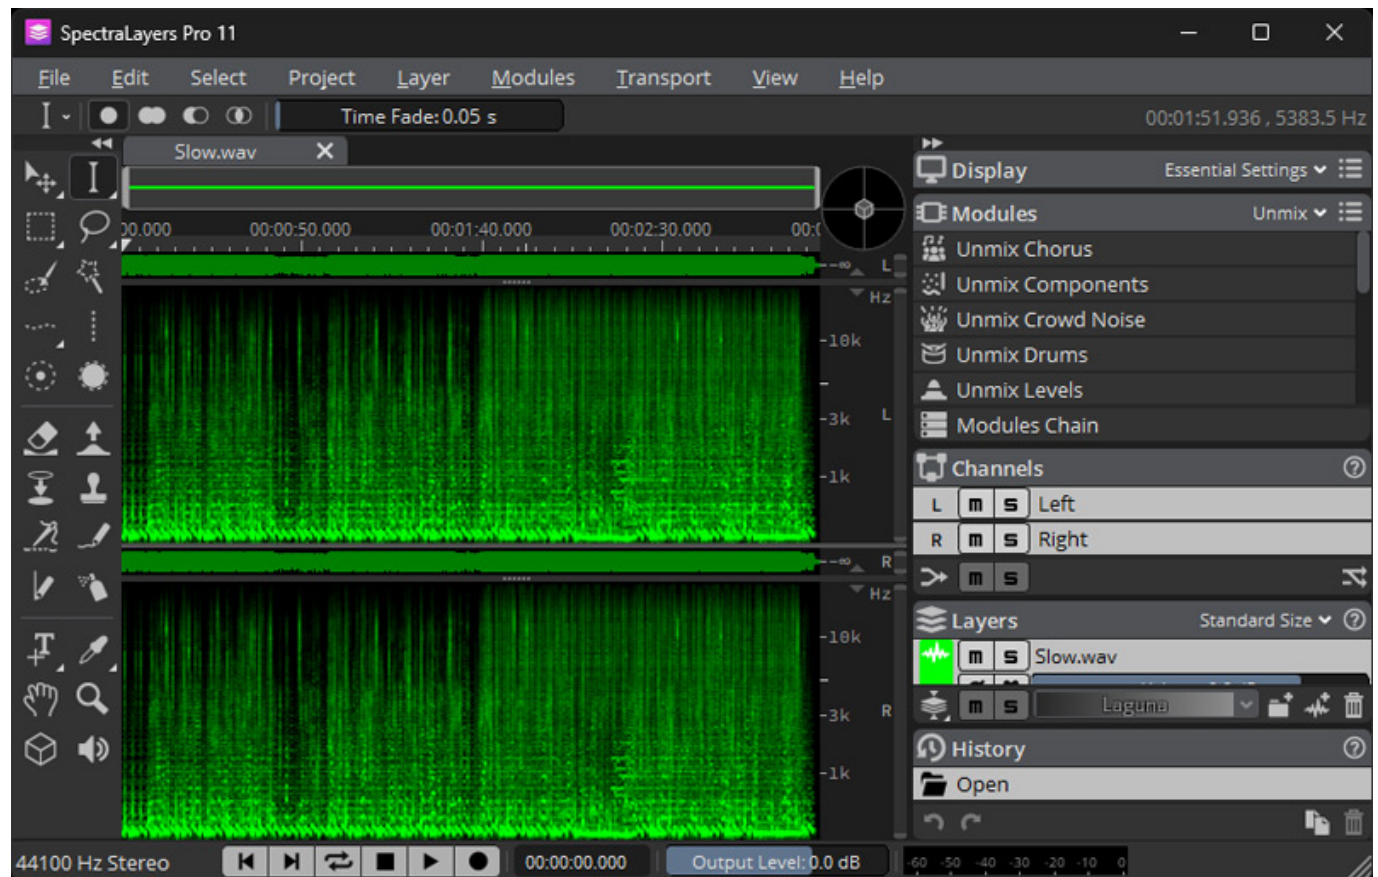 SpectraLayers Pro 11
File Edit Select Project Layer Modules Transport View Help
Time Fade: 0.05 s
00:01:51.936 , 5383.5 Hz
Slow.wav
00.000 00:00:50.000 00:01:40.000 00:02:30.000 00:0
--∞ L
Hz
-10k
-3k L
-1k
--∞ R
Hz
-10k
-3k R
-1k
Display Essential Settings
Modules Unmix
Unmix Chorus
Unmix Components
Unmix Crowd Noise
Unmix Drums
Unmix Levels
Modules Chain
Channels
L m s Left
R m s Right
m s
Layers Standard Size
m s Slow.wav
m s Laguna
History
Open
44100 Hz Stereo 00:00:00.000 Output Level: 0.0 dB -60 -50 -40 -30 -20 -10 0